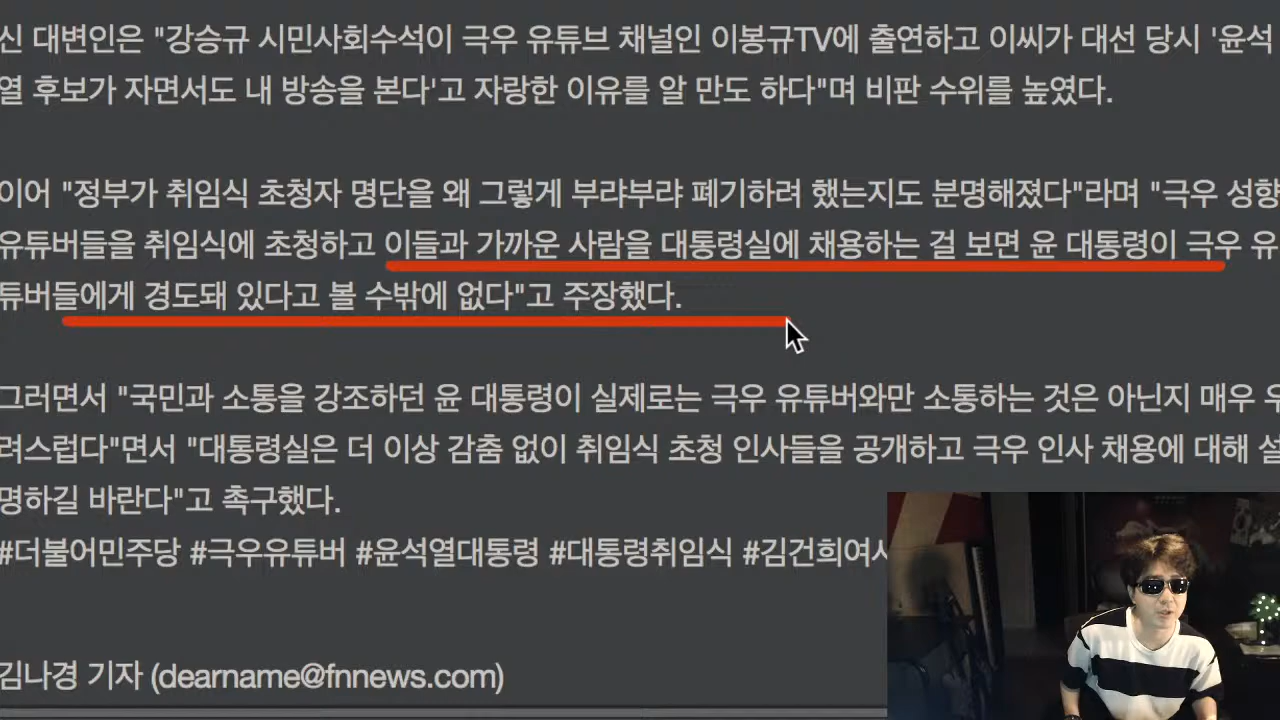 신 대변인은 "강승규 시민사회수석이 극우 유튜브 채널인 이봉규TV에 출연하고 이씨가 대선 당시 '윤석
열 후보가 자면서도 내 방송을 본다'고 자랑한 이유를 알 만도 하다"며 비판 수위를 높였다.
이어 "정부가 취임식 초청자 명단을 왜 그렇게 부랴부랴 폐기하려 했는지도 분명해졌다"라며 "극우 성향
유튜버들을 취임식에 초청하고 이들과 가까운 사람을 대통령실에 채용하는 걸 보면 윤 대통령이 극우 유
튜버들에게 경도돼 있다고 볼 수밖에 없다"고 주장했다.
그러면서 "국민과 소통을 강조하던 윤 대통령이 실제로는 극우 유튜버와만 소통하는 것은 아닌지 매우 우
려스럽다"면서 "대통령실은 더 이상 감춤 없이 취임식 초청 인사들을 공개하고 극우 인사 채용에 대해 설
명하길 바란다"고 촉구했다.
#더불어민주당 #극우유튜버 #윤석열대통령 #대통령취임식 #김건희여사
김나경 기자 (dearname@fnnews.com)